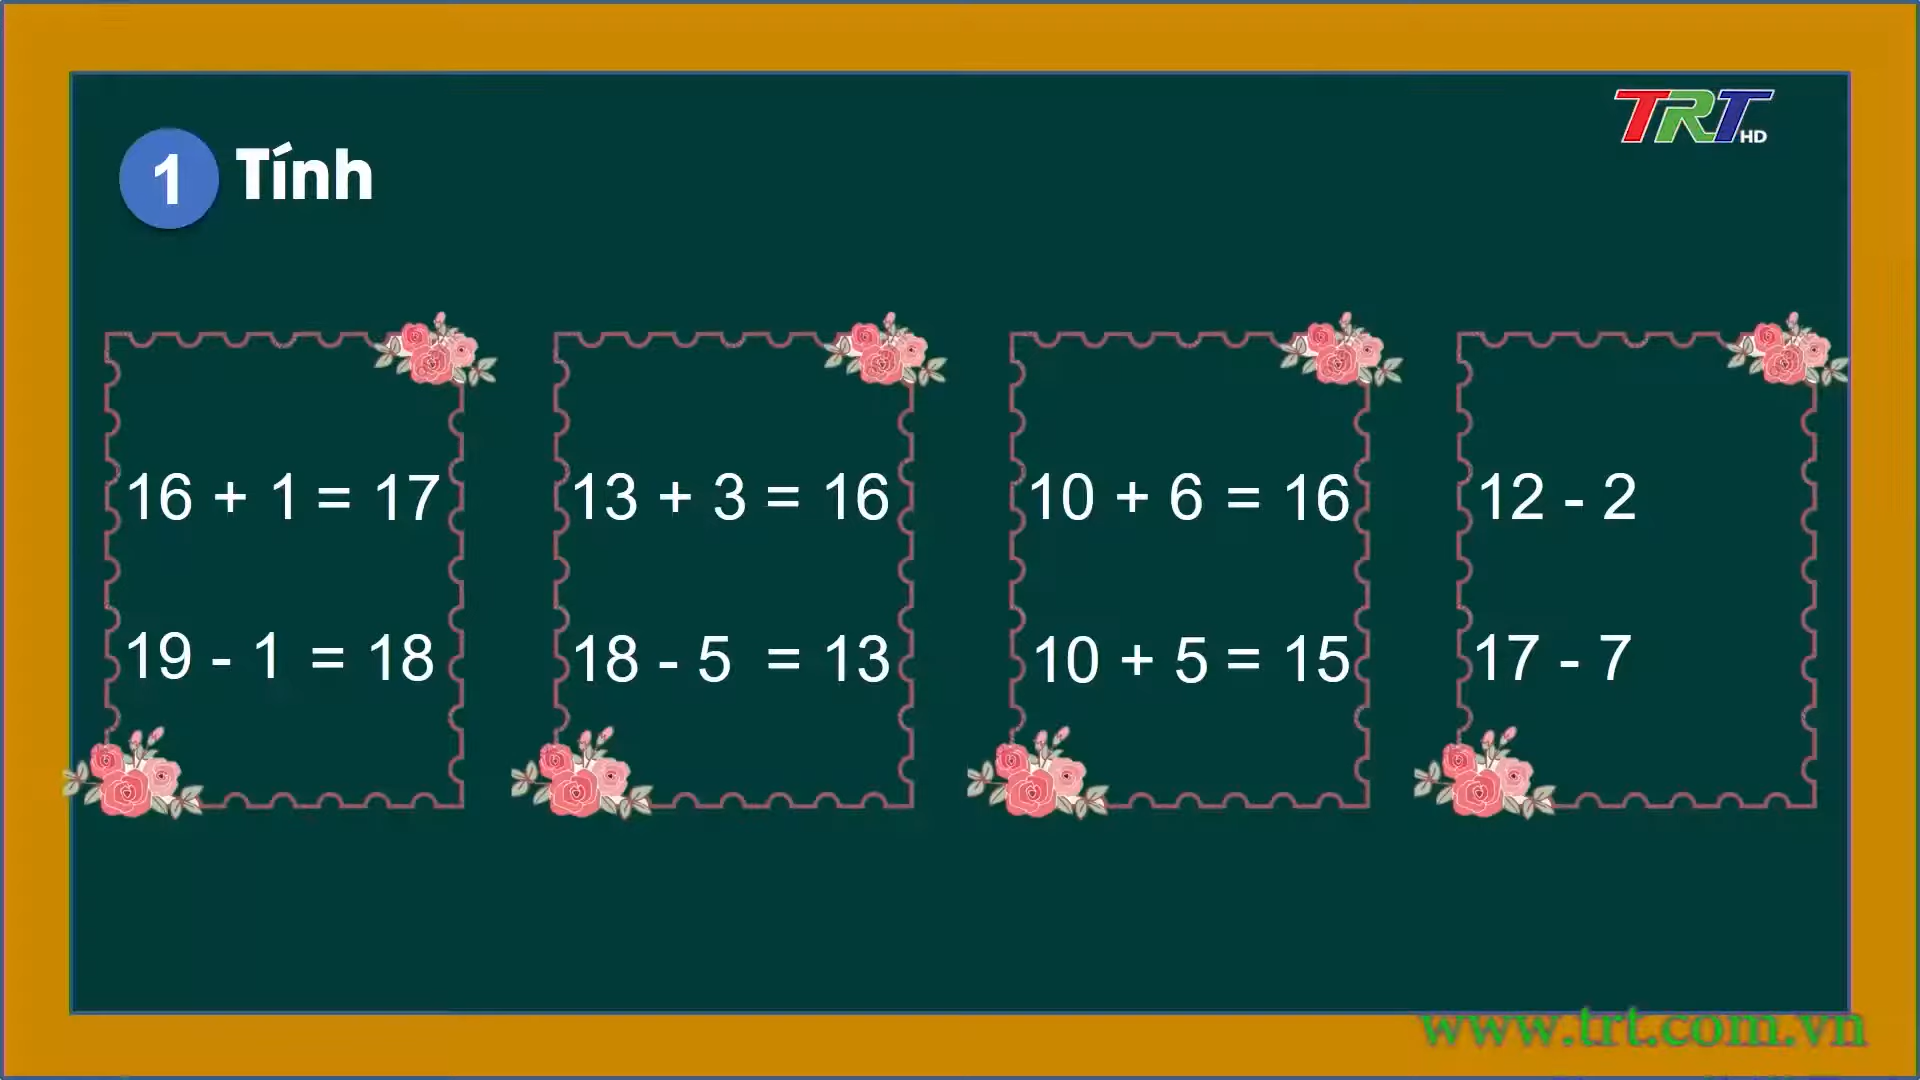 TRT HD
1 Tính
16 + 1 = 17
19 - 1 = 18
13 + 3 = 16
18 - 5 = 13
10 + 6 = 16
10 + 5 = 15
12 - 2
17 - 7
www.trt.com.vn